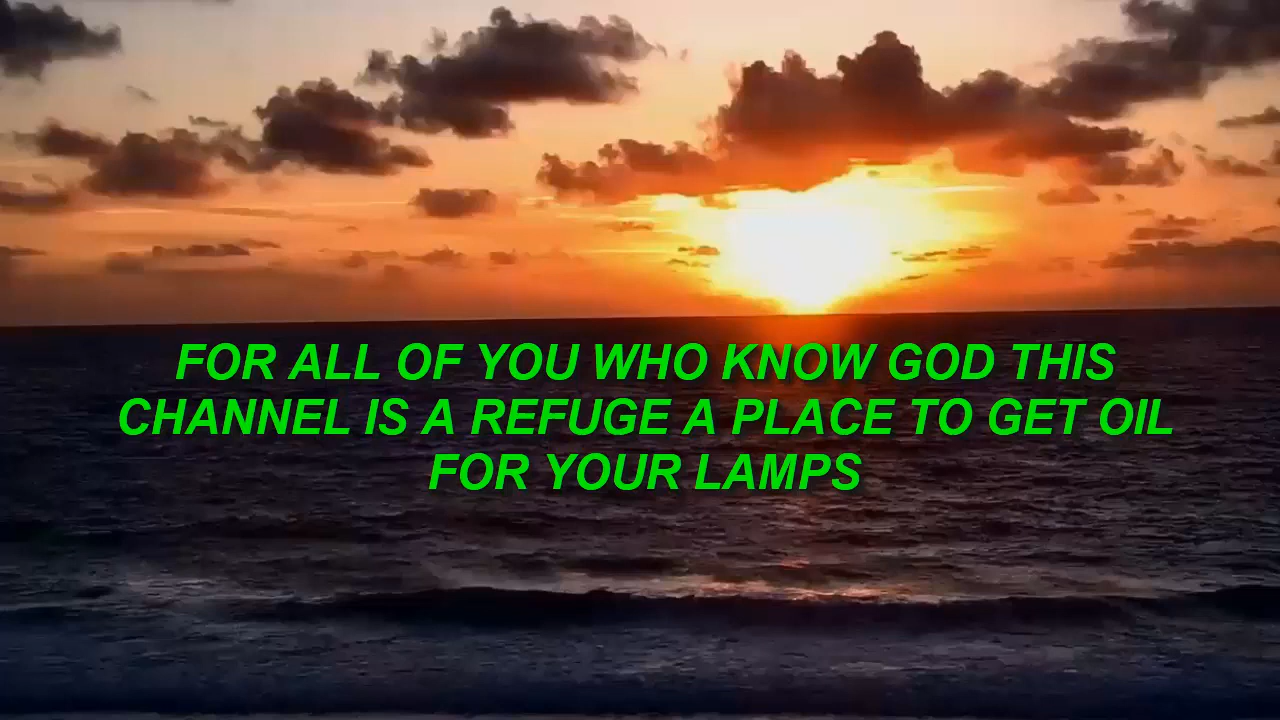 FOR ALL OF YOU WHO KNOW GOD THIS
CHANNEL IS A REFUGE A PLACE TO GET OIL
FOR YOUR LAMPS